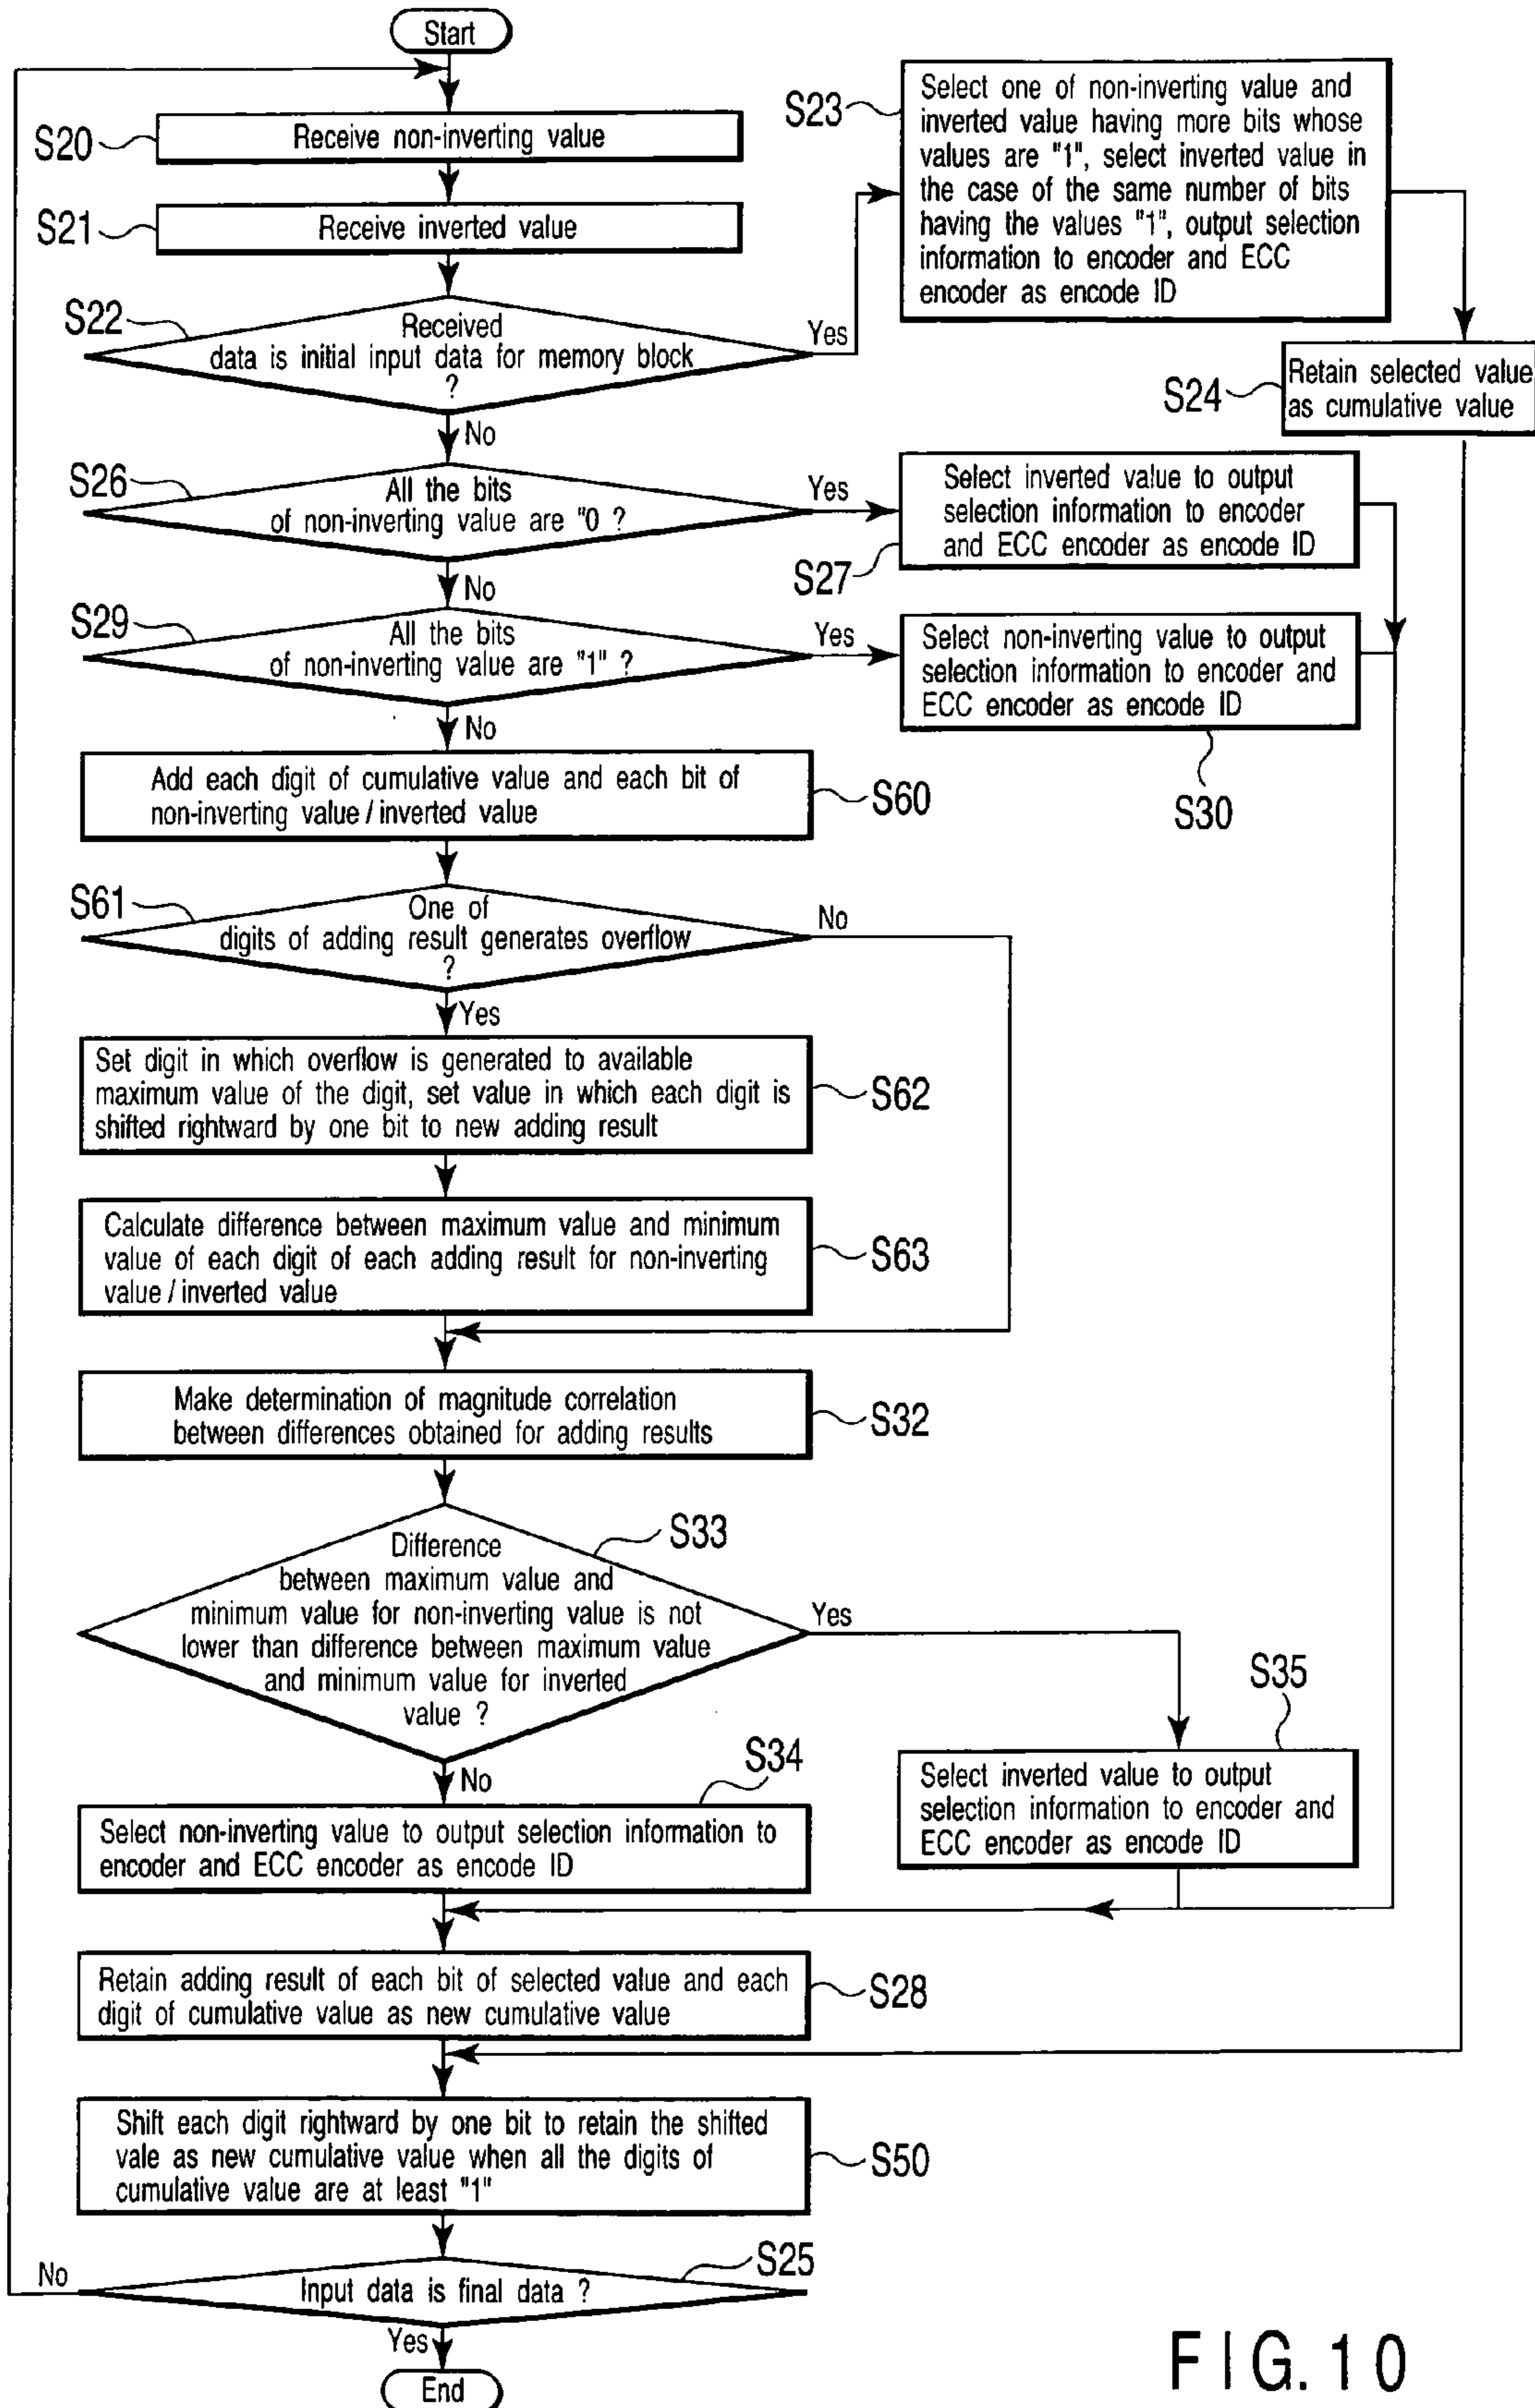 Start
S20
Receive non-inverting value
S21
Receive inverted value
S22
Received
data is initial input data for memory block
?
Yes
No
S23
Select one of non-inverting value and
inverted value having more bits whose
values are "1", select inverted value in
the case of the same number of bits
having the values "1", output selection
information to encoder and ECC
encoder as encode ID
S24
Retain selected value
as cumulative value
S26
All the bits
of non-inverting value are "0 ?
Yes
No
S27
Select inverted value to output
selection information to encoder
and ECC encoder as encode ID
S29
All the bits
of non-inverting value are "1" ?
Yes
No
Select non-inverting value to output
selection information to encoder and
ECC encoder as encode ID
S30
Add each digit of cumulative value and each bit of
non-inverting value / inverted value
S60
S61
One of
digits of adding result generates overflow
?
No
Yes
Set digit in which overflow is generated to available
maximum value of the digit, set value in which each digit is
shifted rightward by one bit to new adding result
S62
Calculate difference between maximum value and minimum
value of each digit of each adding result for non-inverting
value / inverted value
S63
Make determination of magnitude correlation
between differences obtained for adding results
S32
S33
Difference
between maximum value and
minimum value for non-inverting value is not
lower than difference between maximum value
and minimum value for inverted
value ?
Yes
No
S35
Select inverted value to output
selection information to encoder and
ECC encoder as encode ID
S34
Select non-inverting value to output selection information to
encoder and ECC encoder as encode ID
Retain adding result of each bit of selected value and each
digit of cumulative value as new cumulative value
S28
Shift each digit rightward by one bit to retain the shifted
vale as new cumulative value when all the digits of
cumulative value are at least "1"
S50
S25
Input data is final data ?
No
Yes
End
FIG. 10